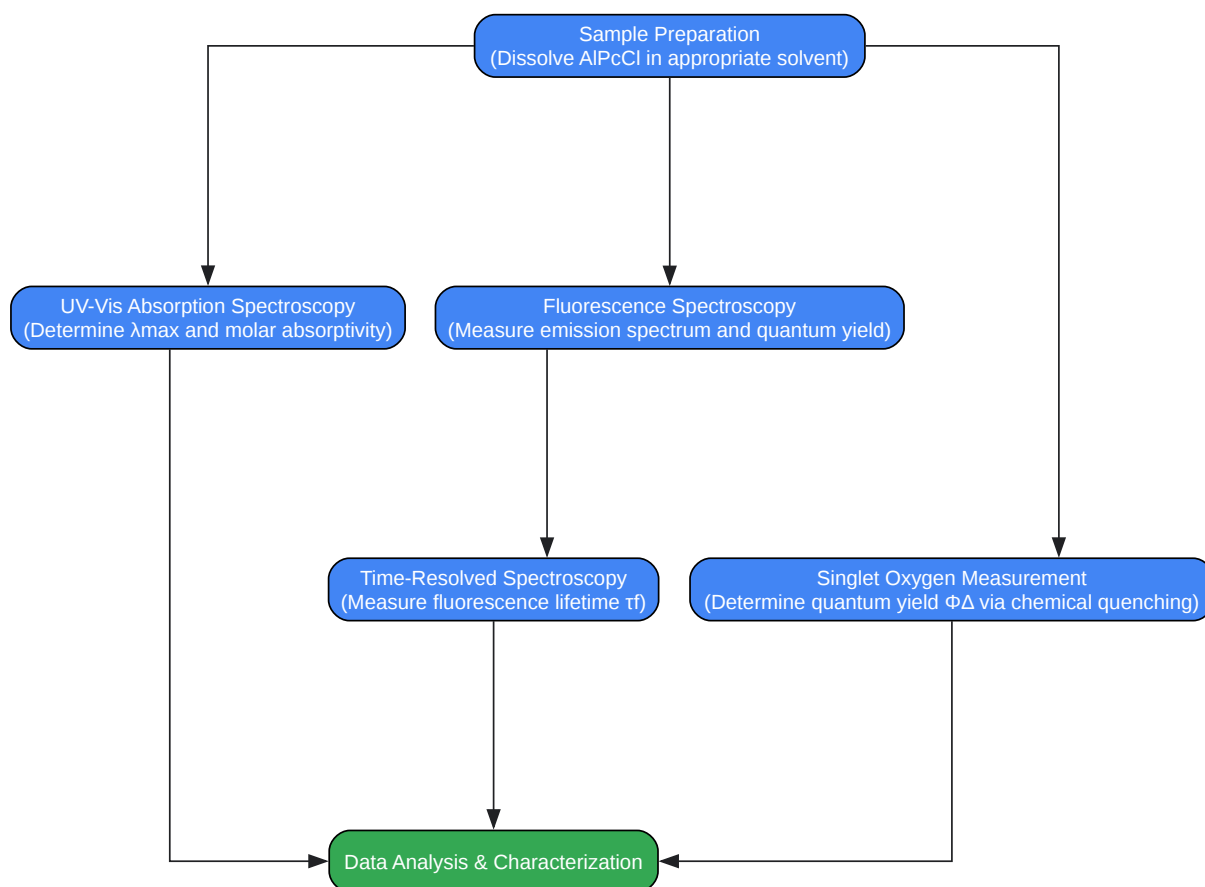 Sample Preparation
(Dissolve AlPcCl in appropriate solvent)
UV-Vis Absorption Spectroscopy
(Determine λmax and molar absorptivity)
Fluorescence Spectroscopy
(Measure emission spectrum and quantum yield)
Time-Resolved Spectroscopy
(Measure fluorescence lifetime τf)
Singlet Oxygen Measurement
(Determine quantum yield ΦΔ via chemical quenching)
Data Analysis & Characterization